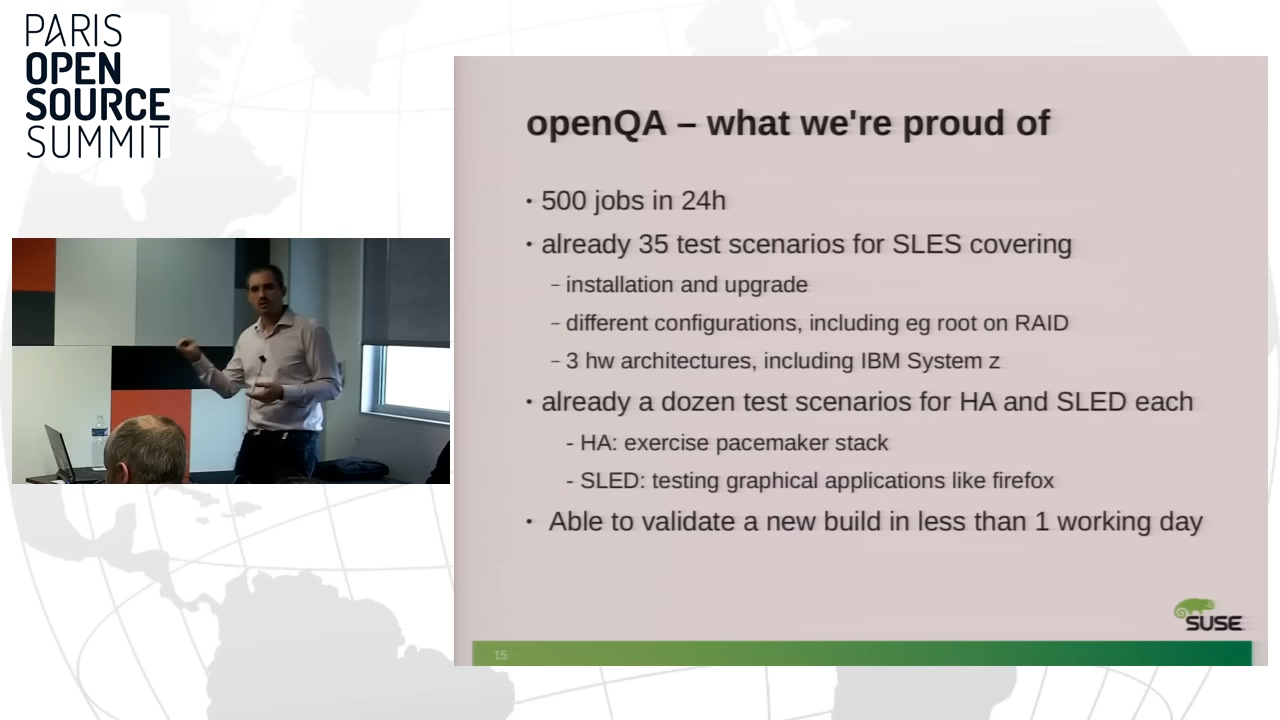 PARIS
OPEN
SOURCE
SUMMIT
openQA – what we're proud of
• 500 jobs in 24h
• already 35 test scenarios for SLES covering
– installation and upgrade
– different configurations, including eg root on RAID
– 3 hw architectures, including IBM System z
• already a dozen test scenarios for HA and SLED each
- HA: exercise pacemaker stack
- SLED: testing graphical applications like firefox
• Able to validate a new build in less than 1 working day
SUSE
15